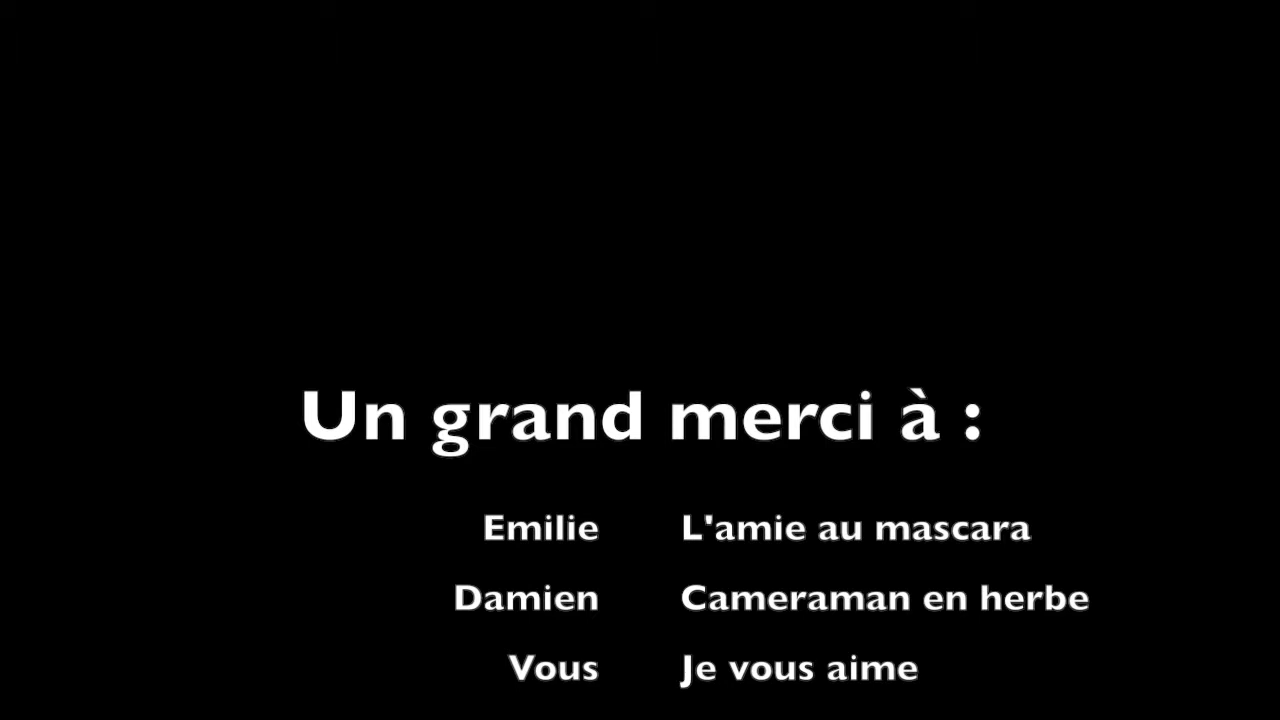 Un grand merci à :
Emilie L'amie au mascara
Damien Cameraman en herbe
Vous Je vous aime